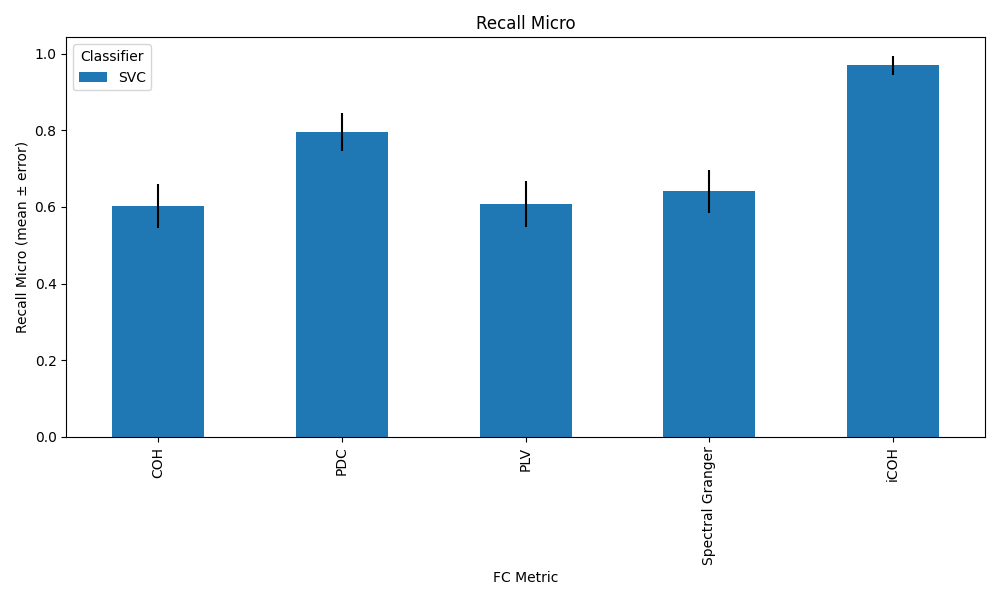 Recall Micro
Classifier
SVC
Recall Micro (mean ± error)
1.0
0.8
0.6
0.4
0.2
0.0
COH
PDC
PLV
Spectral Granger
iCOH
FC Metric